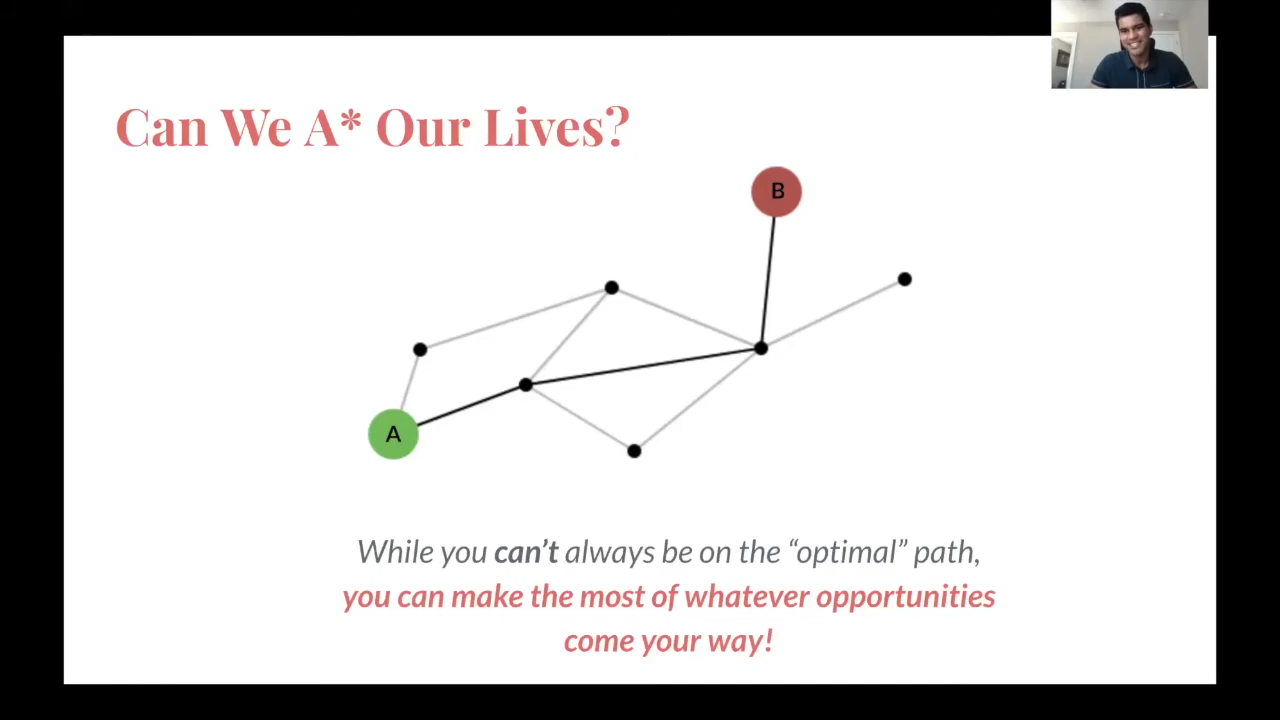 Can We A* Our Lives?
B
A
While you can’t always be on the “optimal” path,
you can make the most of whatever opportunities
come your way!